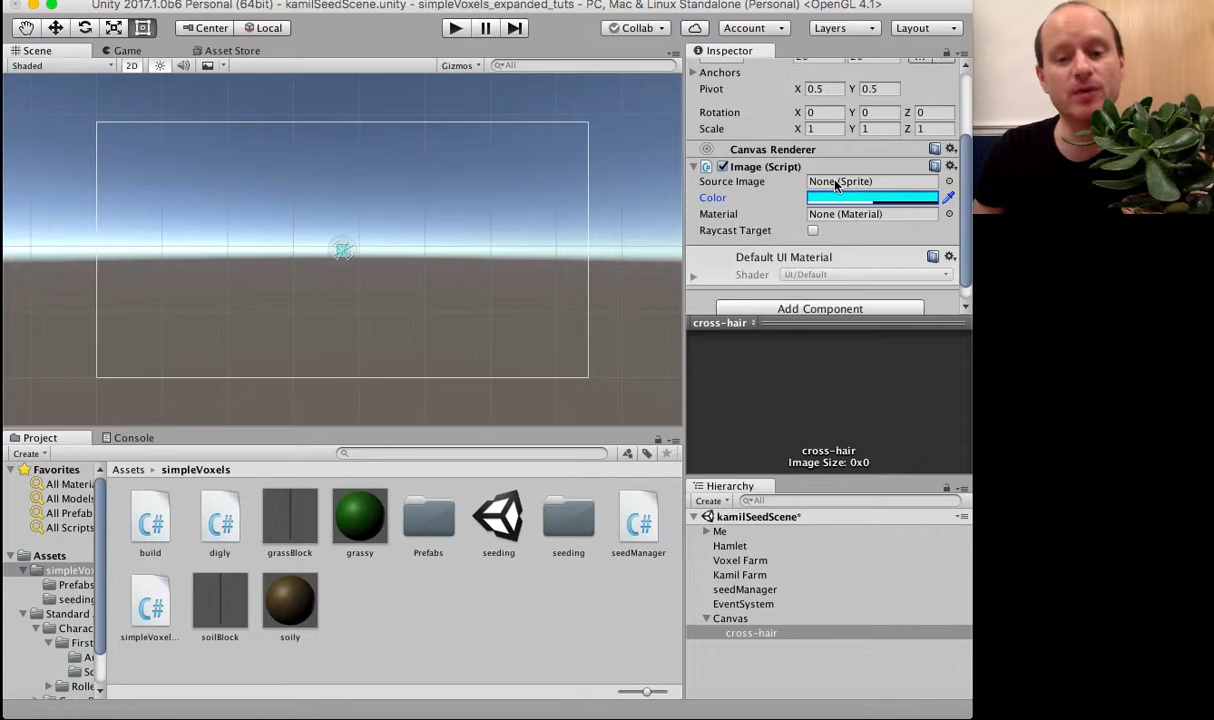 Unity 2017.1.0b6 Personal (64bit) - kamilSeedScene.unity - simpleVoxels_expanded_tuts - PC, Mac & Linux Standalone (Personal) <OpenGL 4.1>
Center Local Collab Account Layers Layout
Scene Game Asset Store Inspector
Shaded 2D Gizmos All
Anchors
Pivot X 0.5 Y 0.5
Rotation X 0 Y 0 Z 0
Scale X 1 Y 1 Z 1
Canvas Renderer
Image (Script)
Source Image None (Sprite)
Color
Material None (Material)
Raycast Target
Default UI Material
Shader UI/Default
Add Component
cross-hair
cross-hair
Image Size: 0x0
Project Console
Create
Favorites
All Materia
All Models
All Prefab
All Scripts
Assets
simpleVox
Prefabs
seeding
Standard
Charac
First
A
Sc
Rolle
Assets simpleVoxels
C# C# C#
build digly grassBlock grassy Prefabs seeding seeding seedManager
C#
simpleVoxel... soilBlock soily
Hierarchy
Create All
kamilSeedScene*
Me
Hamlet
Voxel Farm
Kamil Farm
seedManager
EventSystem
Canvas
cross-hair